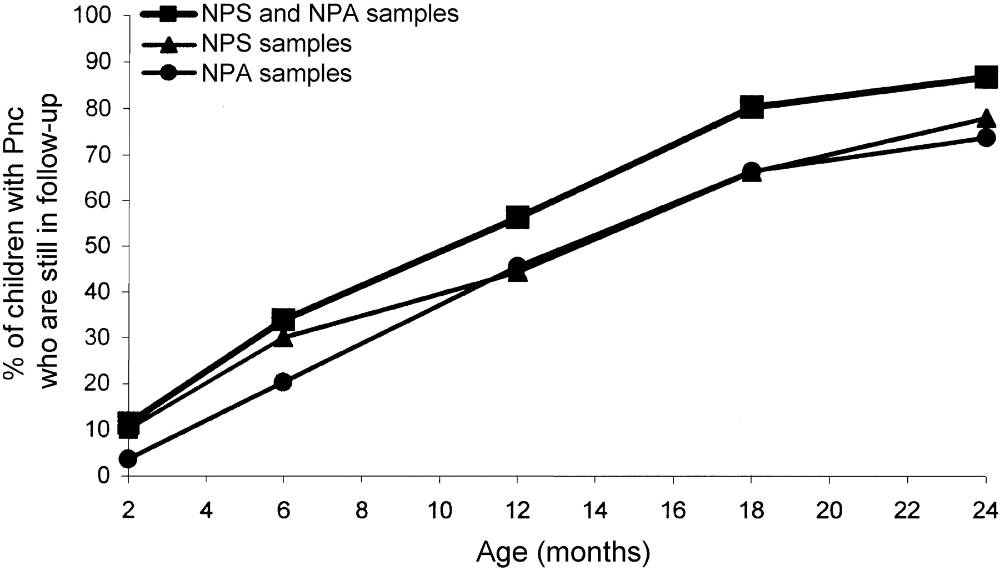 NPS and NPA samples
NPS samples
NPA samples
% of children with Pnc
who are still in follow-up
100
90
80
70
60
50
40
30
20
10
0
2 4 6 8 10 12 14 16 18 20 22 24
Age (months)